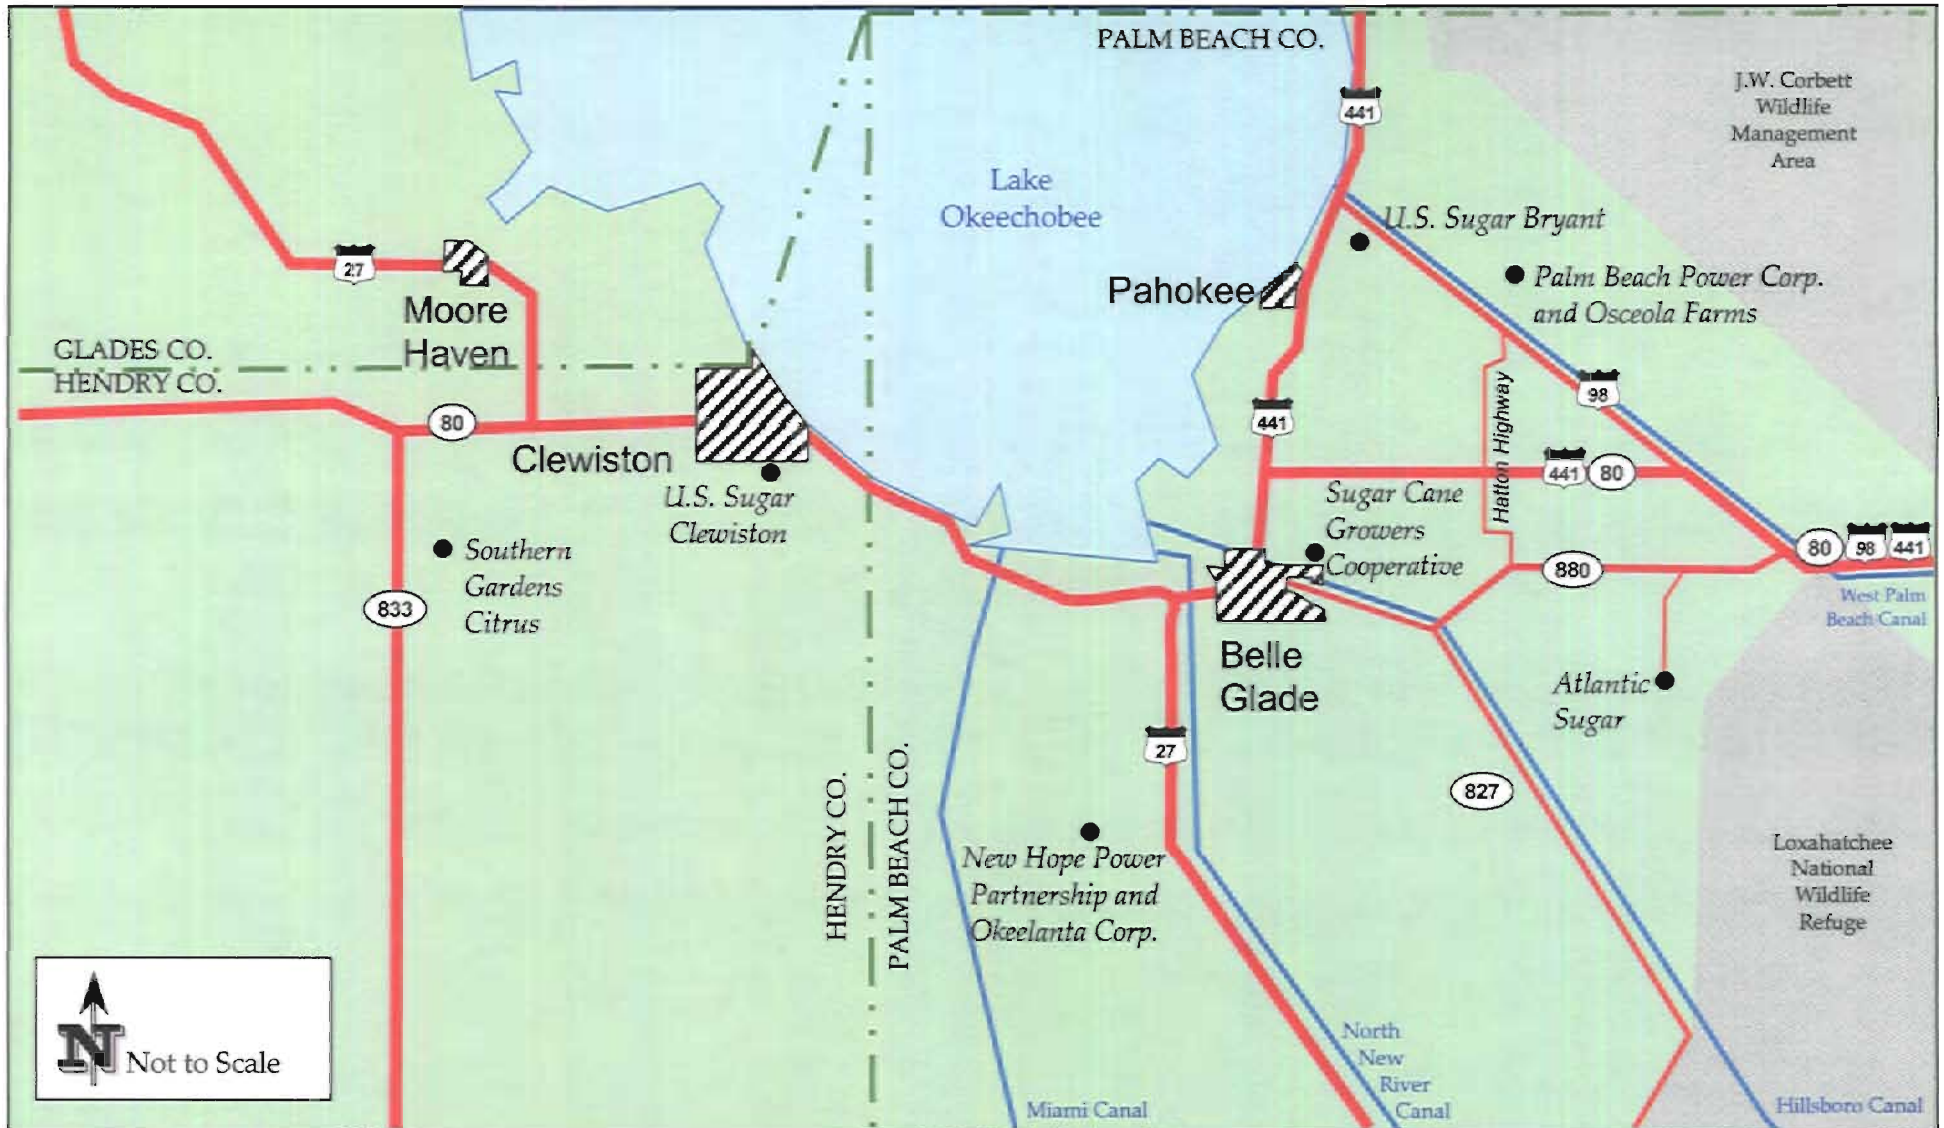 PALM BEACH CO.
J.W. Corbett
Wildlife
Management
Area
441
Lake
Okeechobee
U.S. Sugar Bryant
27
Moore
Haven
Pahokee
Palm Beach Power Corp.
and Osceola Farms
GLADES CO.
HENDRY CO.
80
98
441
Hatton Highway
Clewiston
U.S. Sugar
Clewiston
441
80
Sugar Cane
Growers
Cooperative
Southern
Gardens
Citrus
833
880
80
98
441
West Palm
Beach Canal
Belle
Glade
Atlantic
Sugar
27
827
HENDRY CO.
PALM BEACH CO.
New Hope Power
Partnership and
Okeelanta Corp.
Loxahatchee
National
Wildlife
Refuge
N
Not to Scale
North
New
River
Canal
Miami Canal
Hillsboro Canal